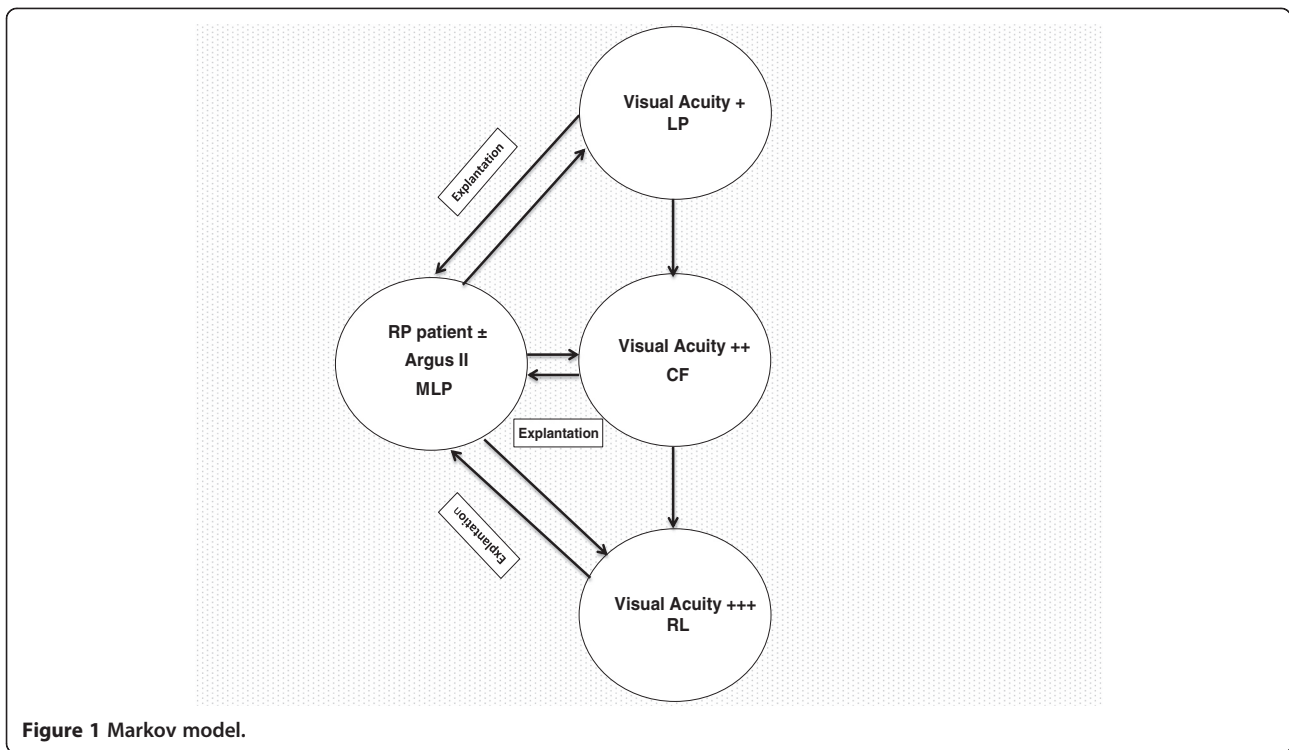 Visual Acuity +
LP
Explantation
RP patient ±
Argus II
MLP
Visual Acuity ++
CF
Explantation
Explantation
Visual Acuity +++
RL
Figure 1 Markov model.